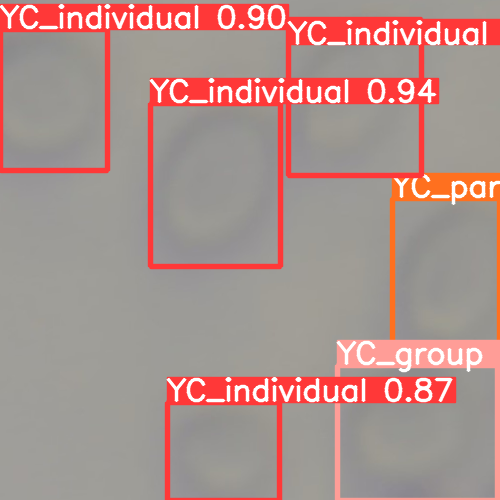 YC_individual 0.90
YC_individual
YC_individual 0.94
YC_par
YC_group
YC_individual 0.87